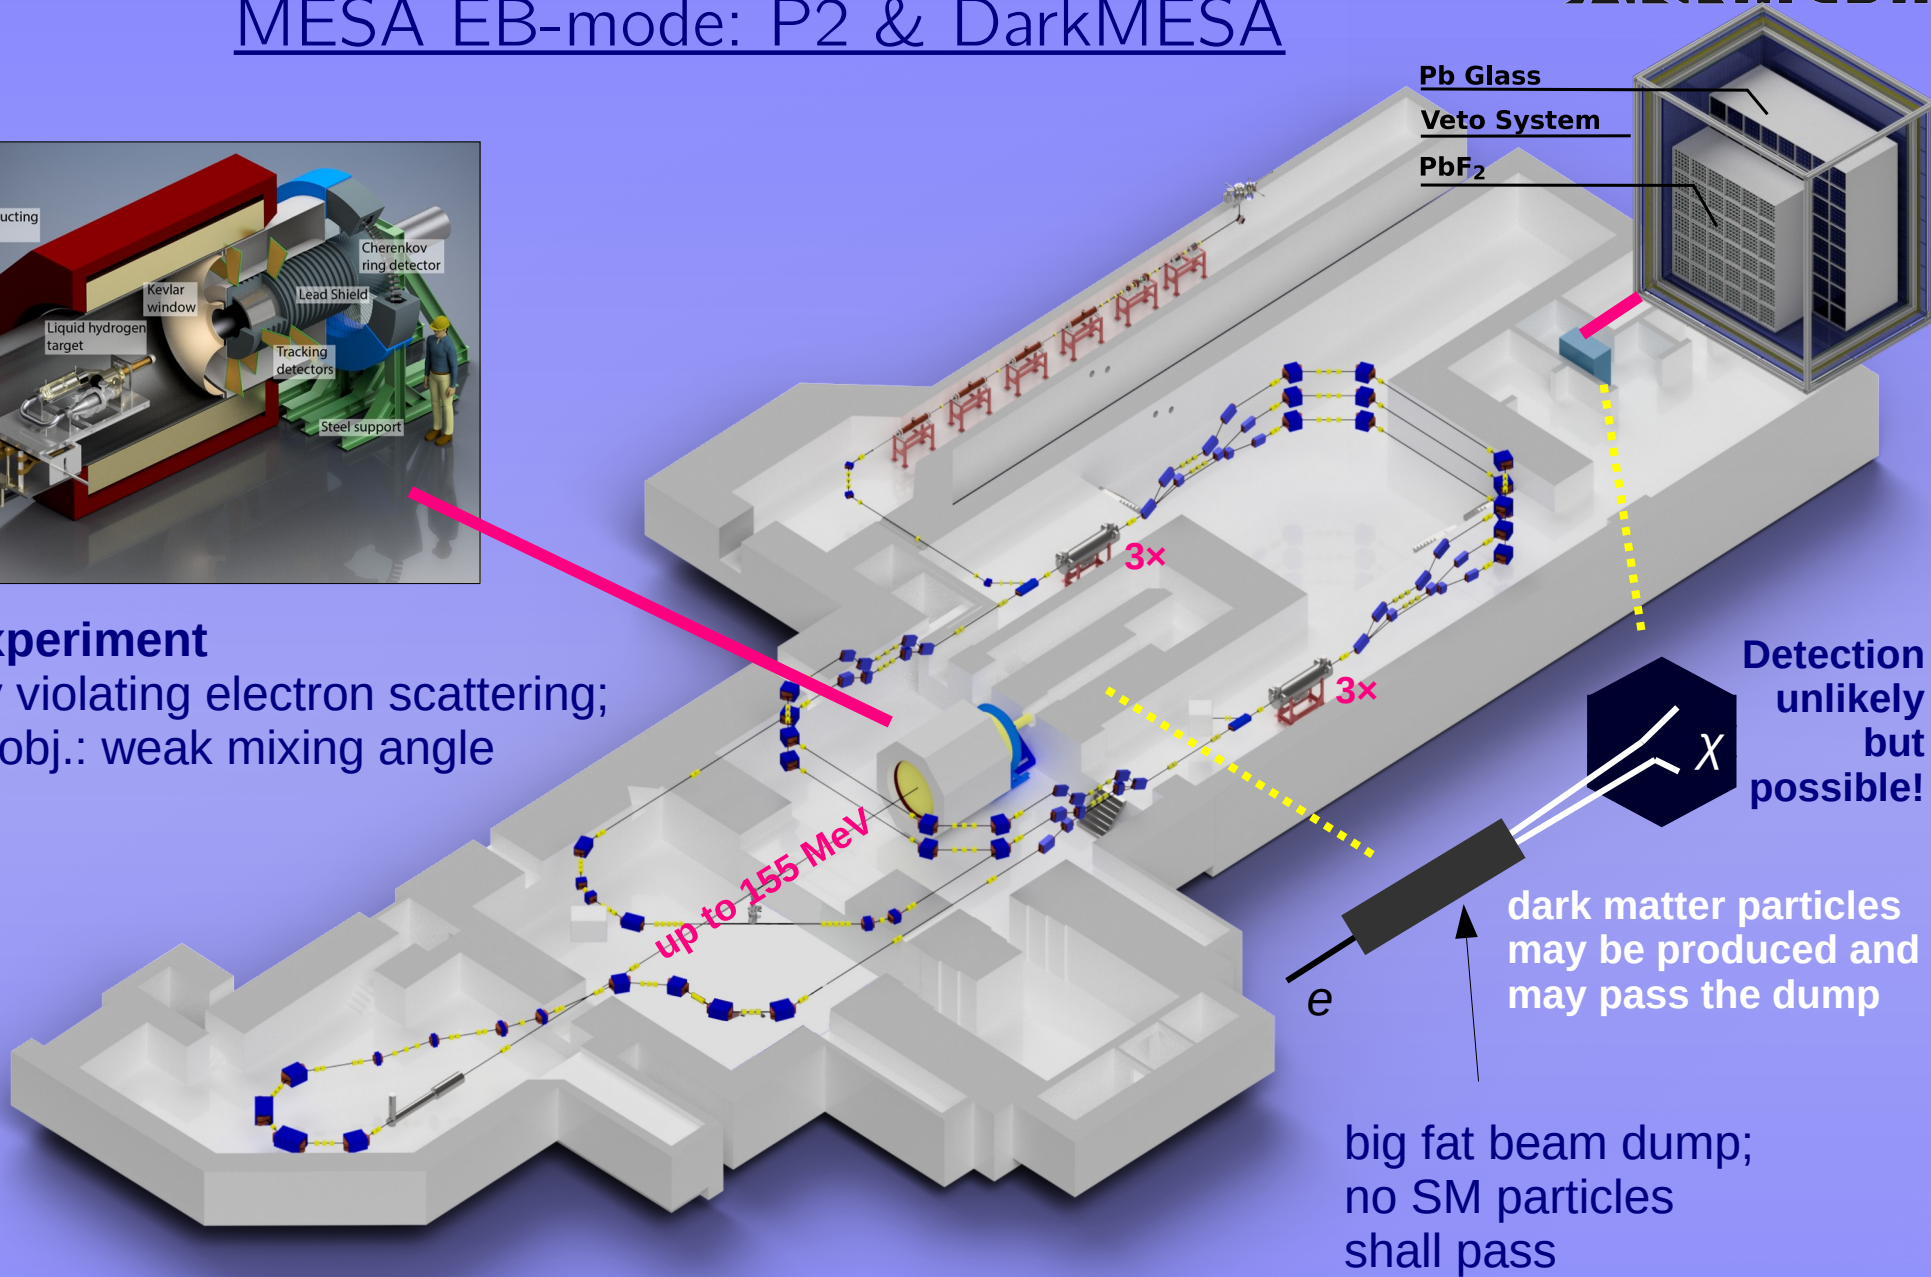 MESA EB-mode: P2 & DarkMESA
Pb Glass
Veto System
PbF₂
ucting
Cherenkov
ring detector
Kevlar
window
Lead Shield
Liquid hydrogen
target
Tracking
detectors
Steel support
xperiment
violating electron scattering;
obj.: weak mixing angle
3×
3×
up to 155 MeV
Detection
unlikely
but
possible!
χ
e
dark matter particles
may be produced and
may pass the dump
big fat beam dump;
no SM particles
shall pass